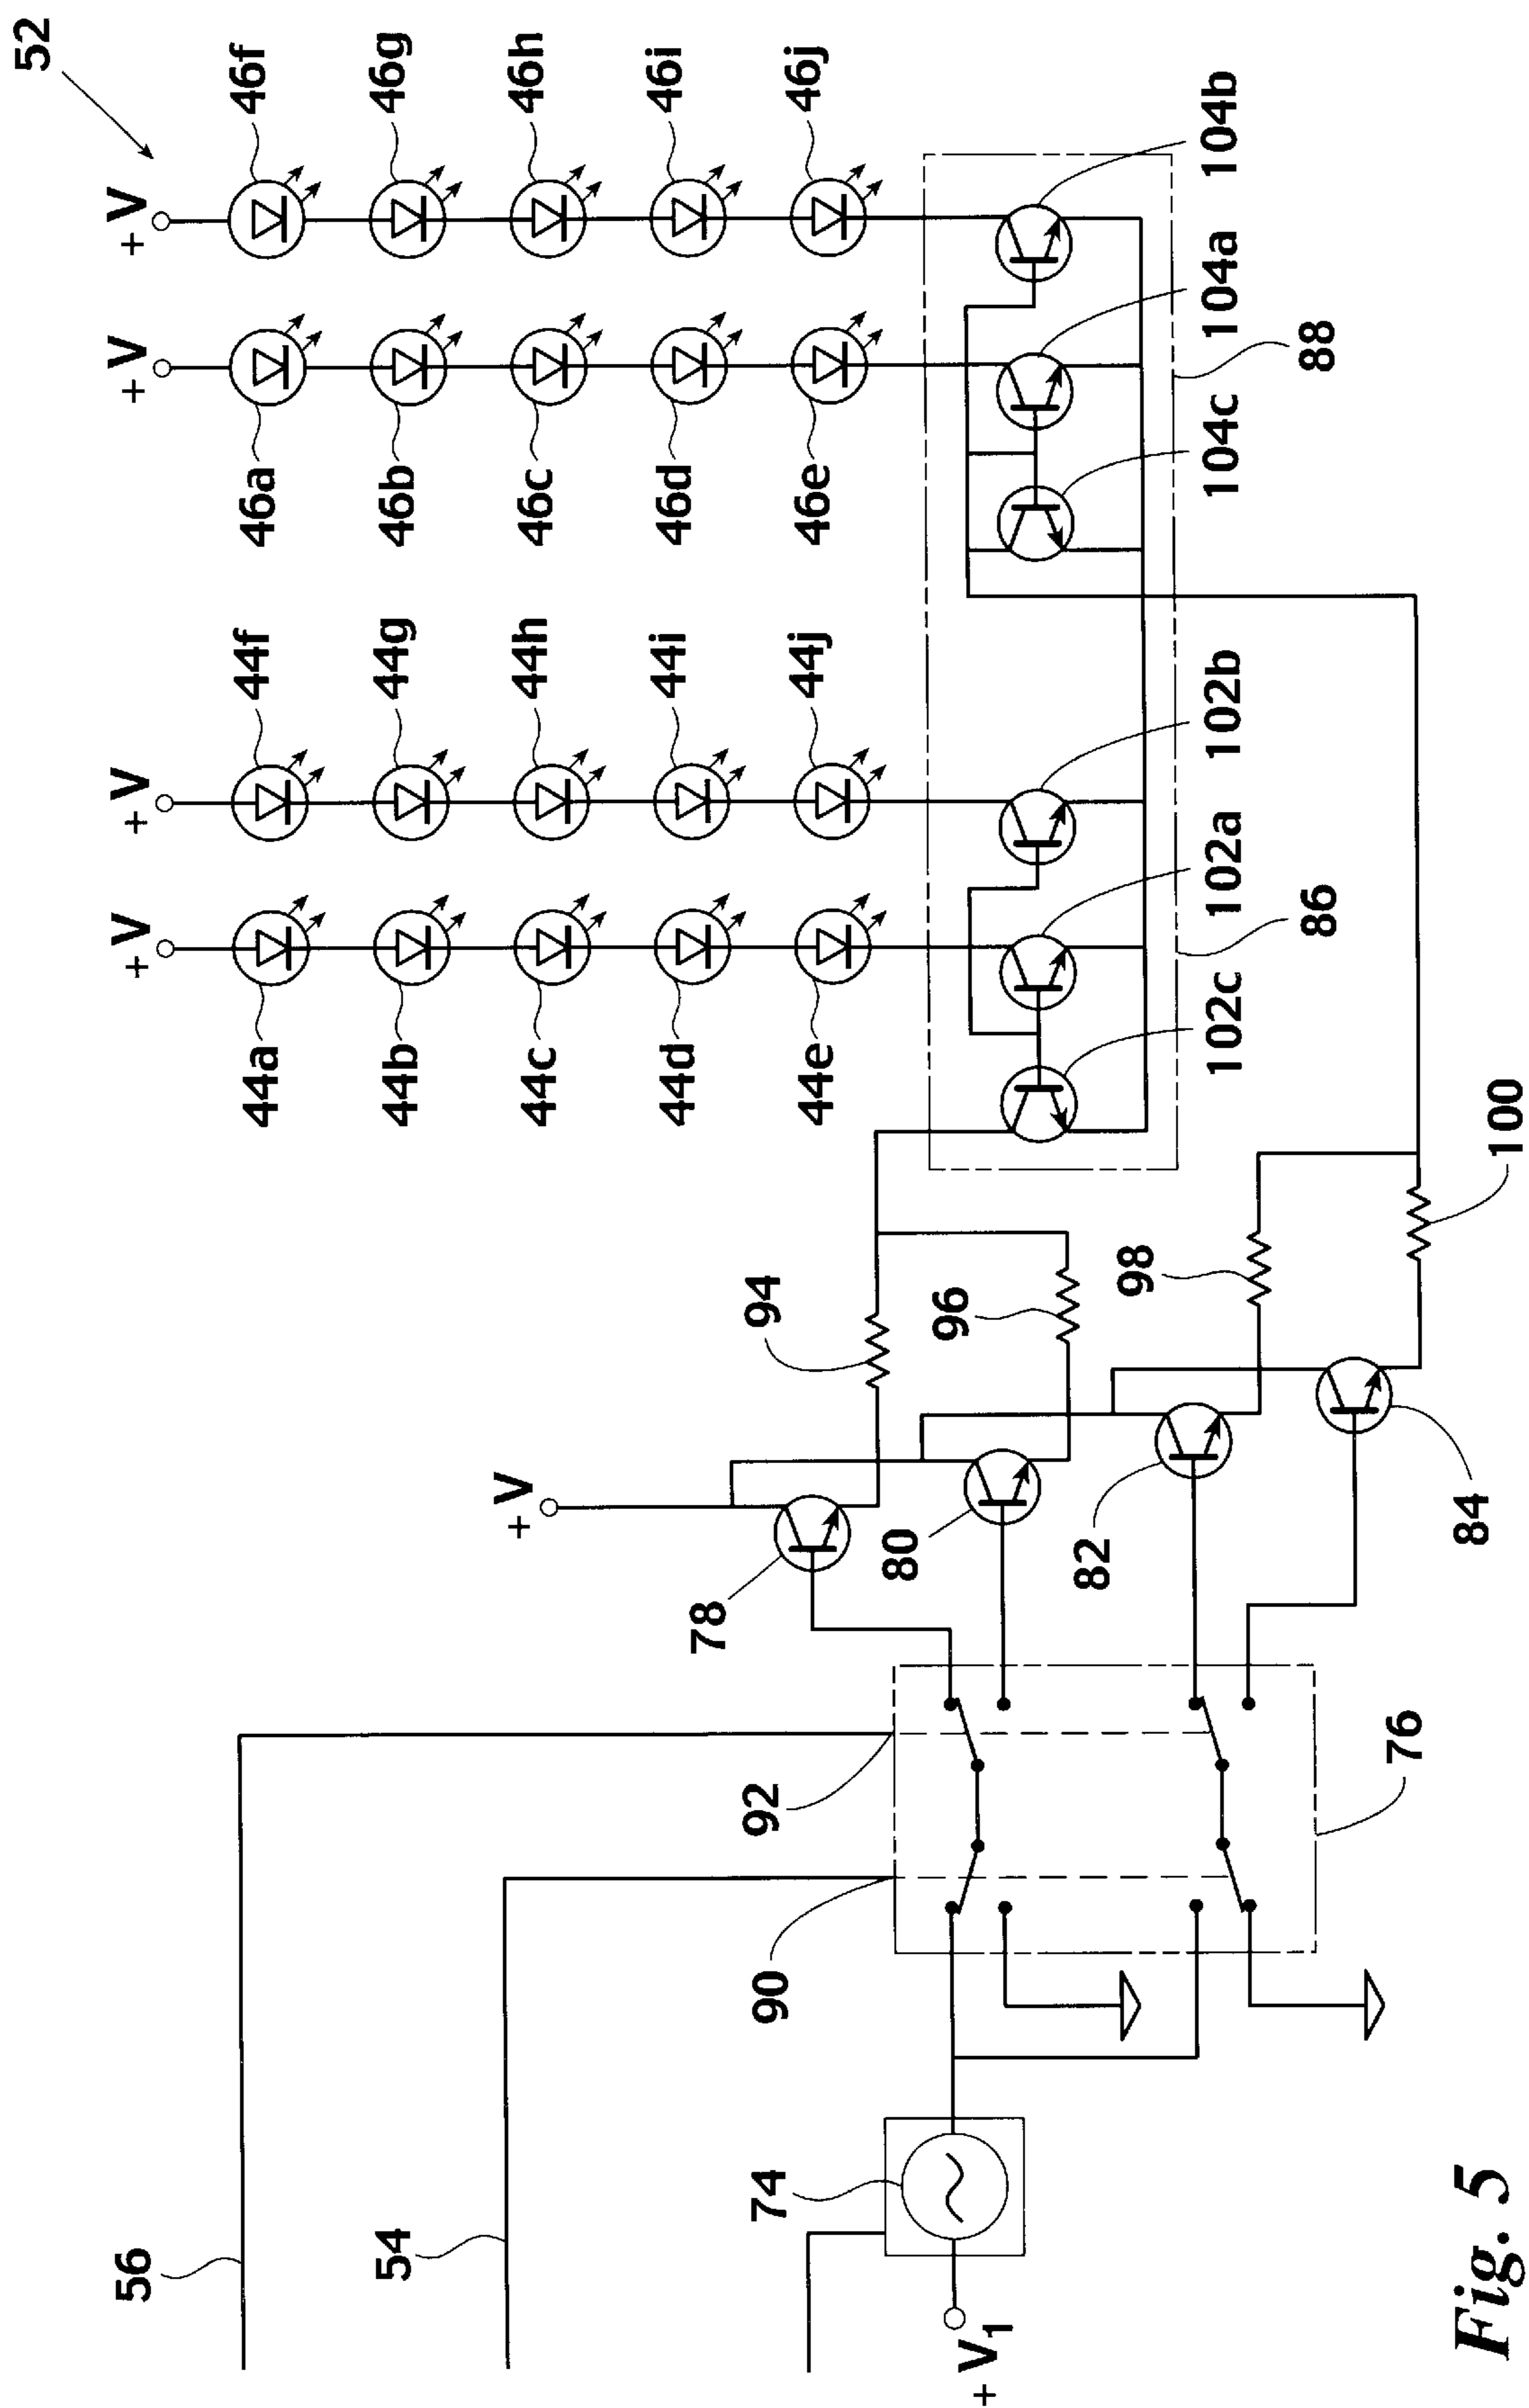 52
+V
+V
+V
+V
44a
44f
46a
46f
44b
44g
46b
46g
44c
44h
46c
46h
44d
44i
46d
46i
44e
44j
46e
46j
56
54
+V
78
94
80
96
82
98
84
100
102c
102a
102b
104c
104a
104b
86
88
92
90
76
74
+V1
Fig. 5